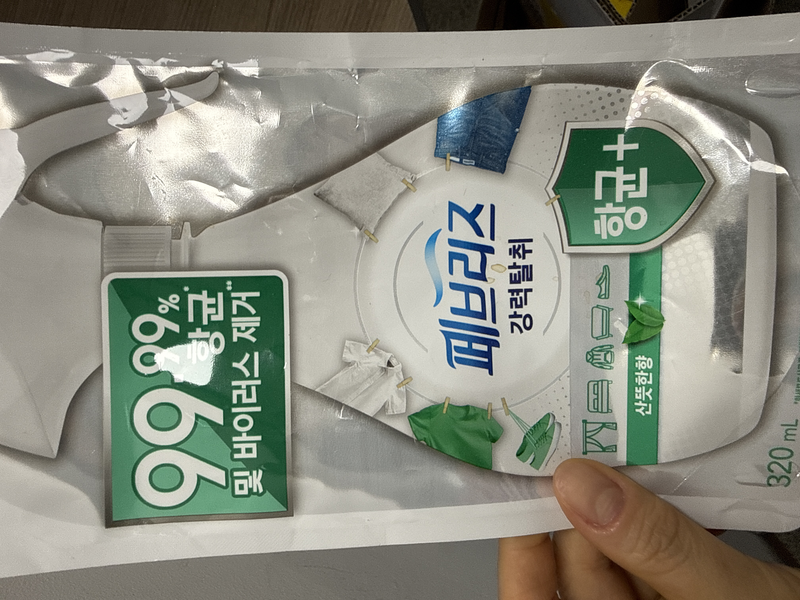 99.99%* 항균**
및 바이러스 제거
페브리즈
강력탈취
항균+
산뜻한향
320 mL